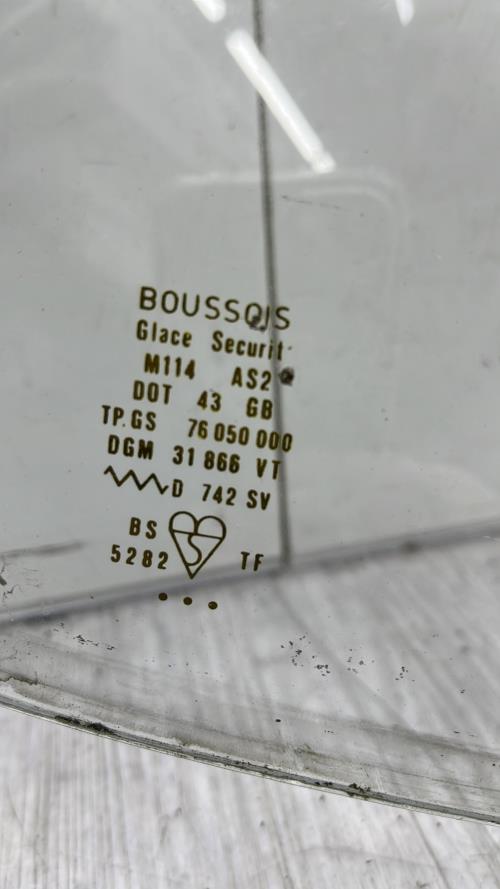 BOUSSOIS
Glace Securit
M114 AS2
DOT 43 GB
TP.GS 76 050 000
DGM 31 866 VT
D 742 SV
BS
5282 TF